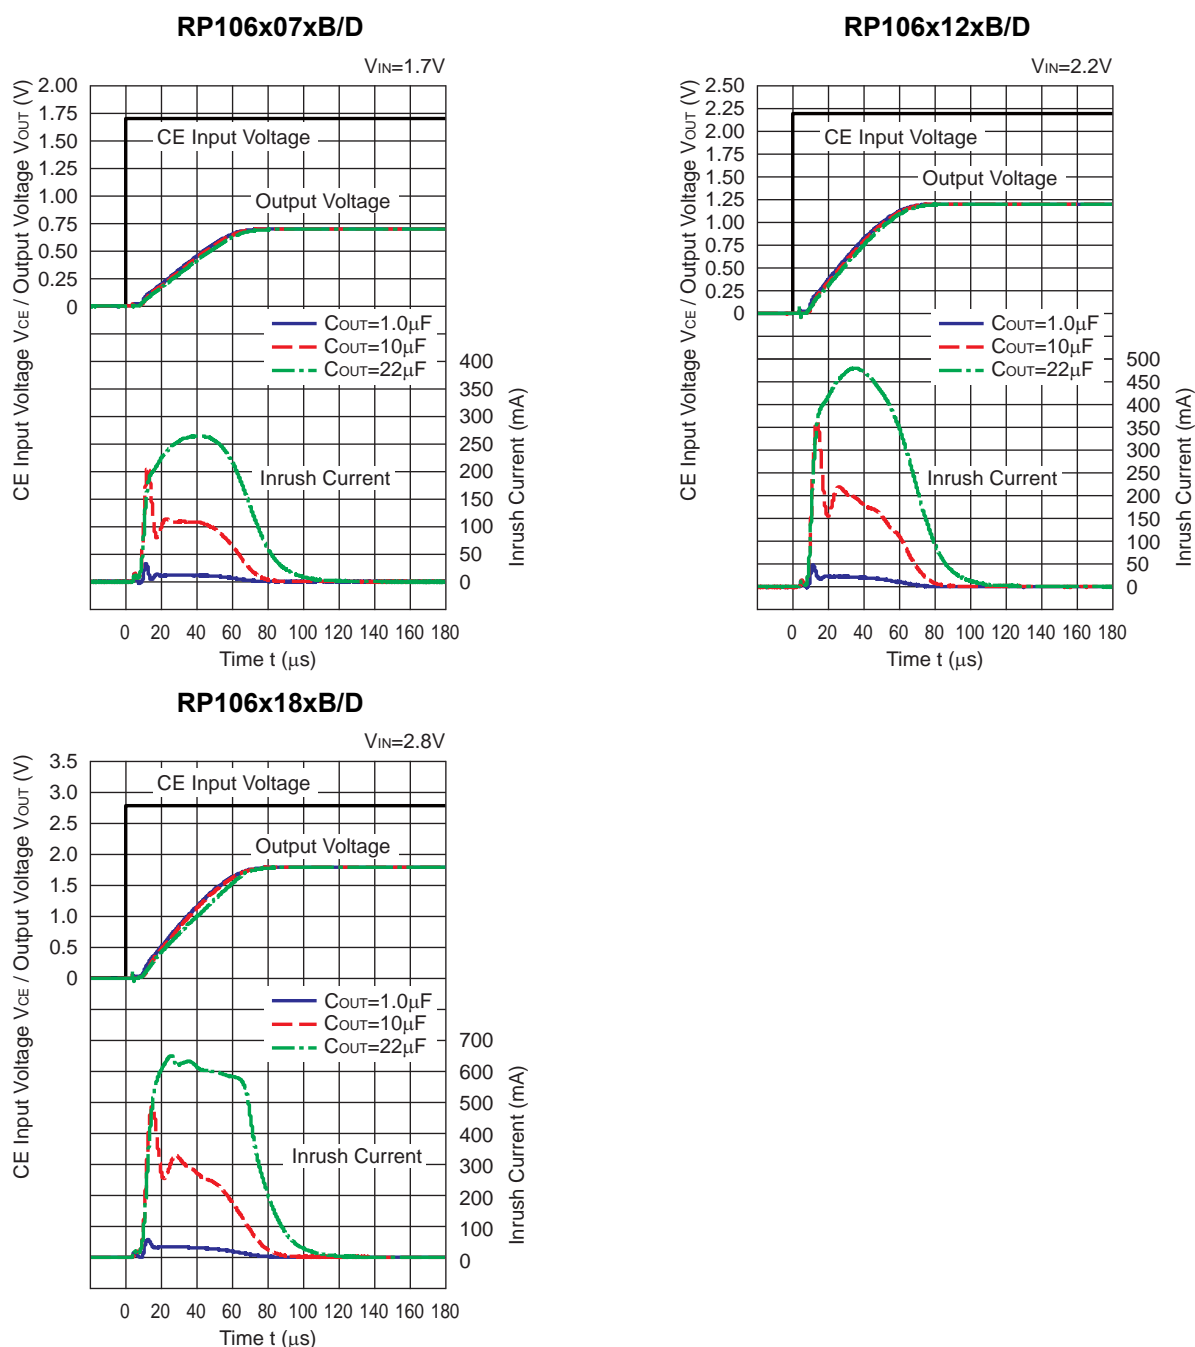 RP106x07xB/D
VIN=1.7V
CE Input Voltage VCE / Output Voltage VOUT (V)
2.00
1.75
1.50
1.25
1.00
0.75
0.50
0.25
0
CE Input Voltage
Output Voltage
COUT=1.0μF
COUT=10μF
COUT=22μF
Inrush Current
400
350
300
250
200
150
100
50
0
Inrush Current (mA)
0 20 40 60 80 100 120 140 160 180
Time t (μs)
RP106x12xB/D
VIN=2.2V
CE Input Voltage VCE / Output Voltage VOUT (V)
2.50
2.25
2.00
1.75
1.50
1.25
1.00
0.75
0.50
0.25
0
CE Input Voltage
Output Voltage
COUT=1.0μF
COUT=10μF
COUT=22μF
Inrush Current
500
450
400
350
300
250
200
150
100
50
0
Inrush Current (mA)
0 20 40 60 80 100 120 140 160 180
Time t (μs)
RP106x18xB/D
VIN=2.8V
CE Input Voltage VCE / Output Voltage VOUT (V)
3.5
3.0
2.5
2.0
1.5
1.0
0.5
0
CE Input Voltage
Output Voltage
COUT=1.0μF
COUT=10μF
COUT=22μF
Inrush Current
700
600
500
400
300
200
100
0
Inrush Current (mA)
0 20 40 60 80 100 120 140 160 180
Time t (μs)